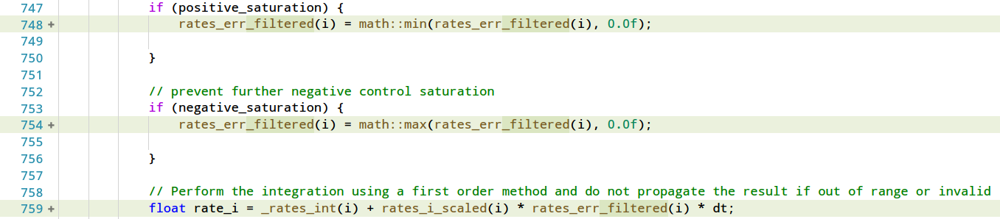 747 if (positive_saturation) {
748 + rates_err_filtered(i) = math::min(rates_err_filtered(i), 0.0f);
749
750 }
751
752 // prevent further negative control saturation
753 if (negative_saturation) {
754 + rates_err_filtered(i) = math::max(rates_err_filtered(i), 0.0f);
755
756 }
757
758 // Perform the integration using a first order method and do not propagate the result if out of range or invalid
759 + float rate_i = _rates_int(i) + rates_i_scaled(i) * rates_err_filtered(i) * dt;